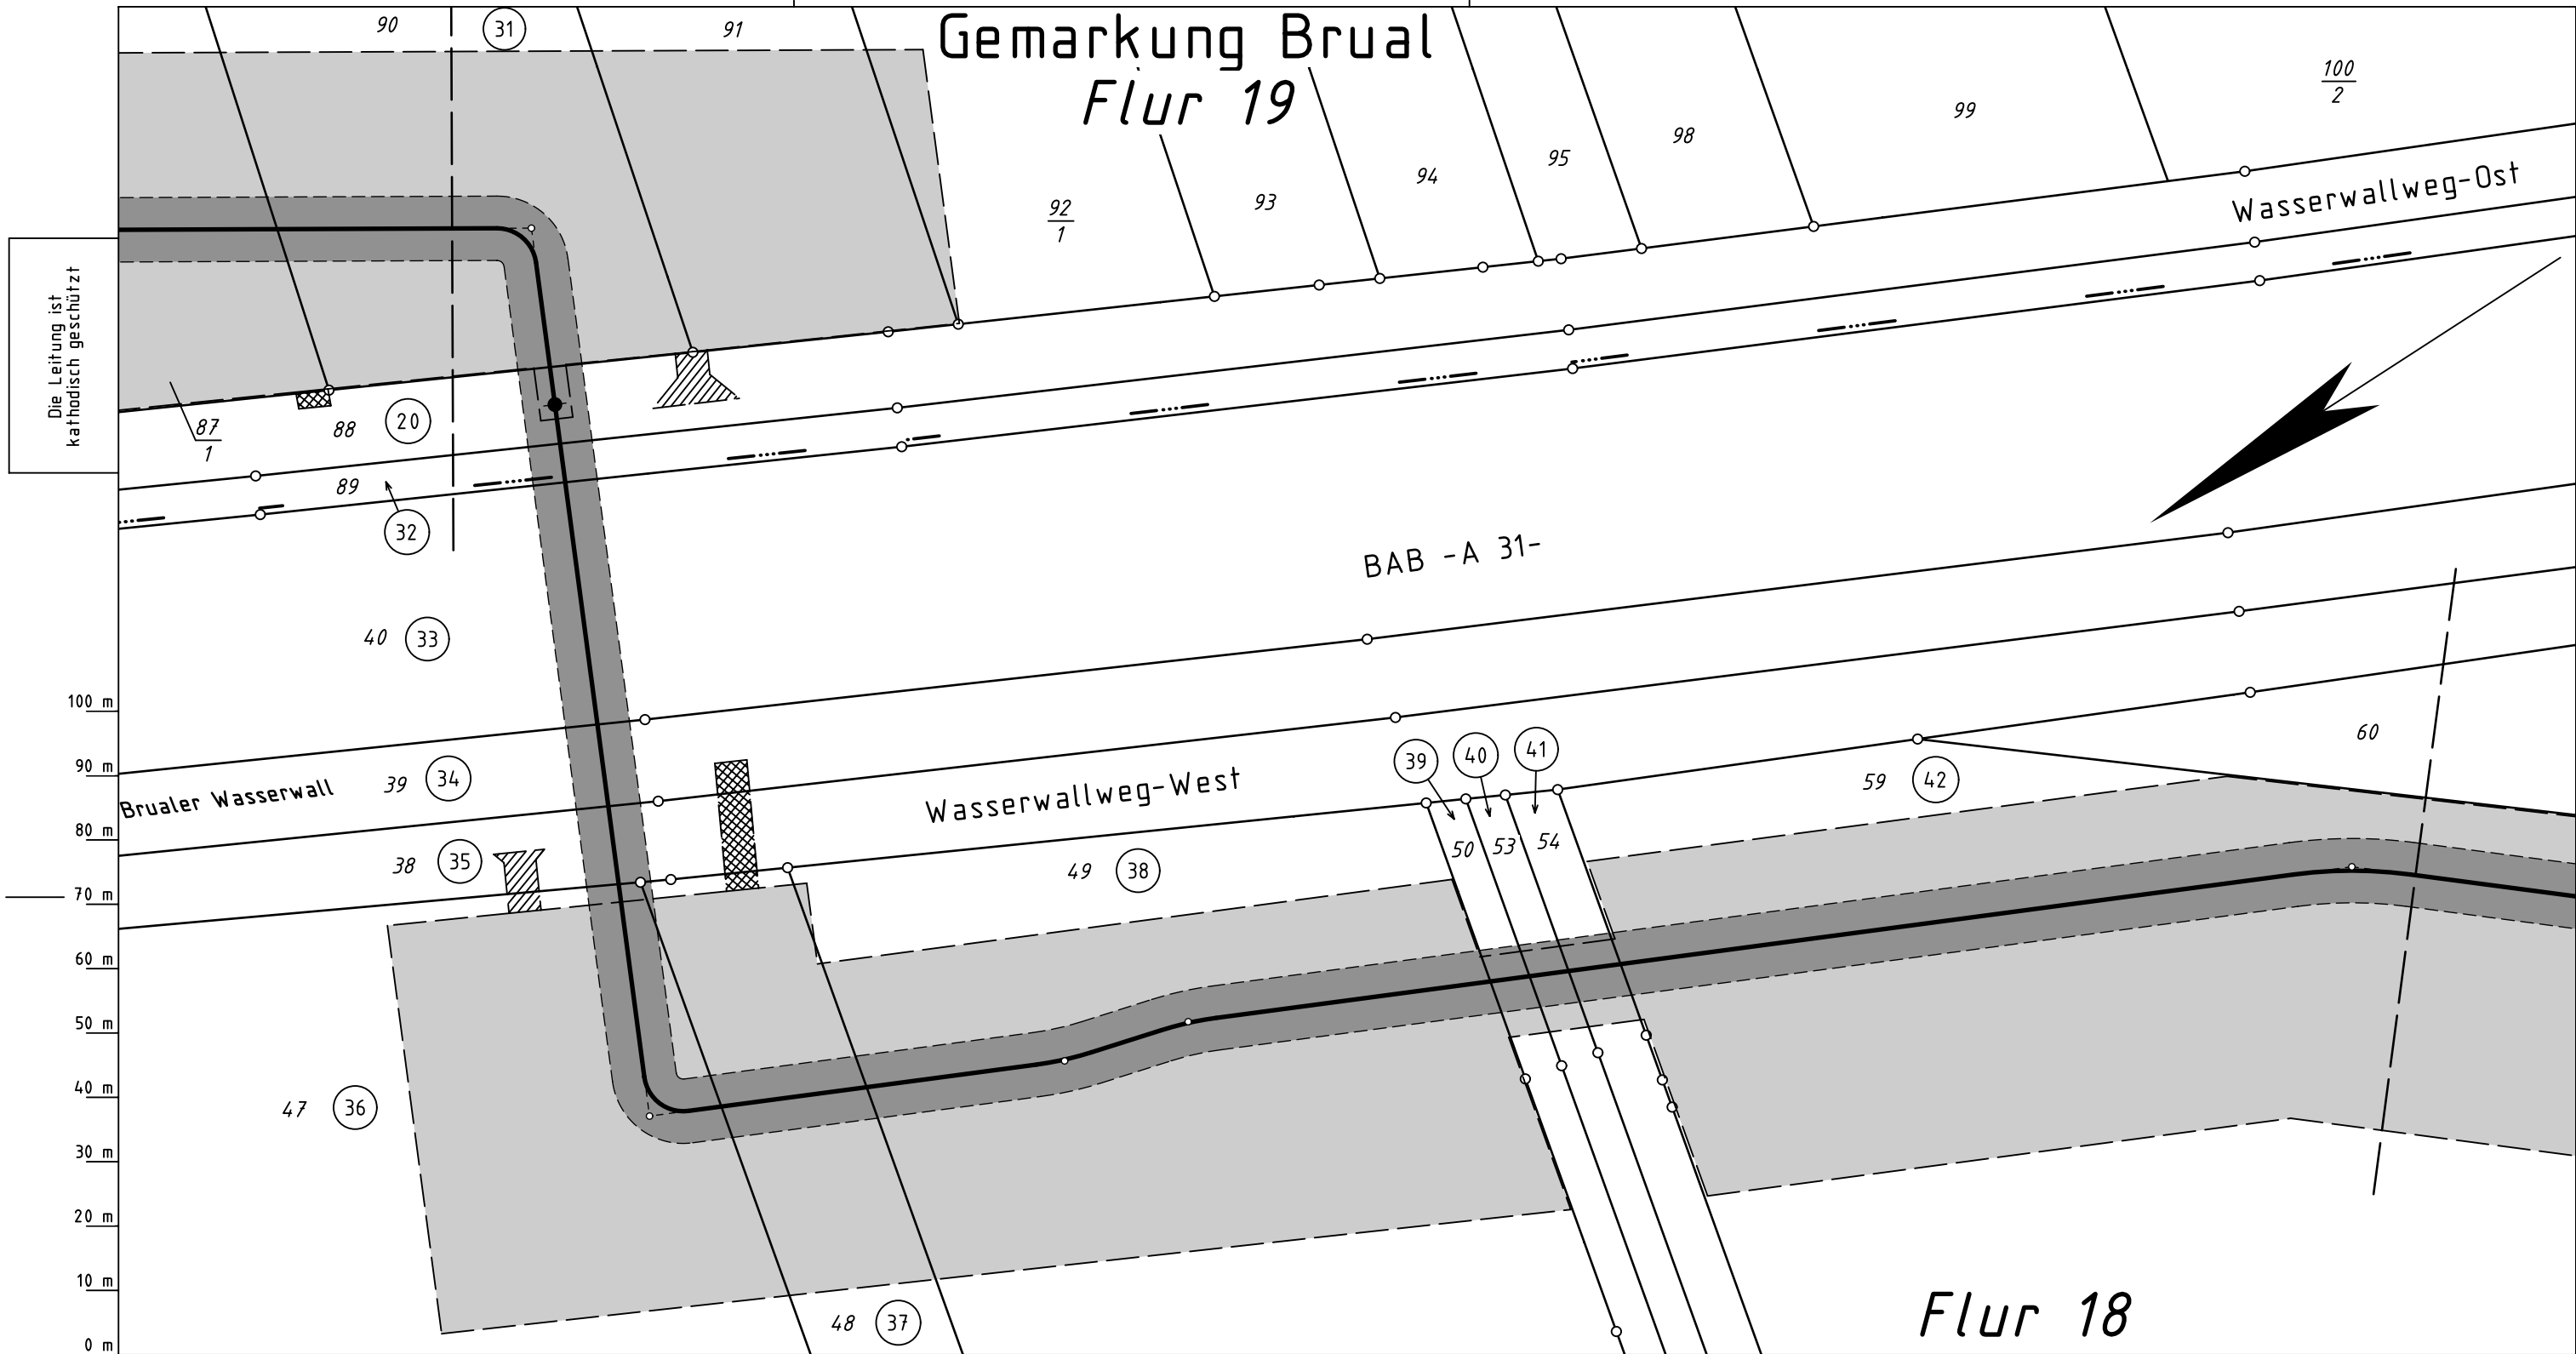 90
31
91
Gemarkung Brual
Flur 19
100
2
99
98
95
94
93
92
1
Wasserwallweg-Ost
Die Leitung ist
kathodisch geschützt
87
1
88
20
89
32
BAB -A 31-
40
33
100 m
90 m
80 m
70 m
60 m
50 m
40 m
30 m
20 m
10 m
0 m
Brualer Wasserwall
39
34
38
35
Wasserwallweg-West
39
40
41
50
53
54
49
38
59
42
60
47
36
48
37
Flur 18